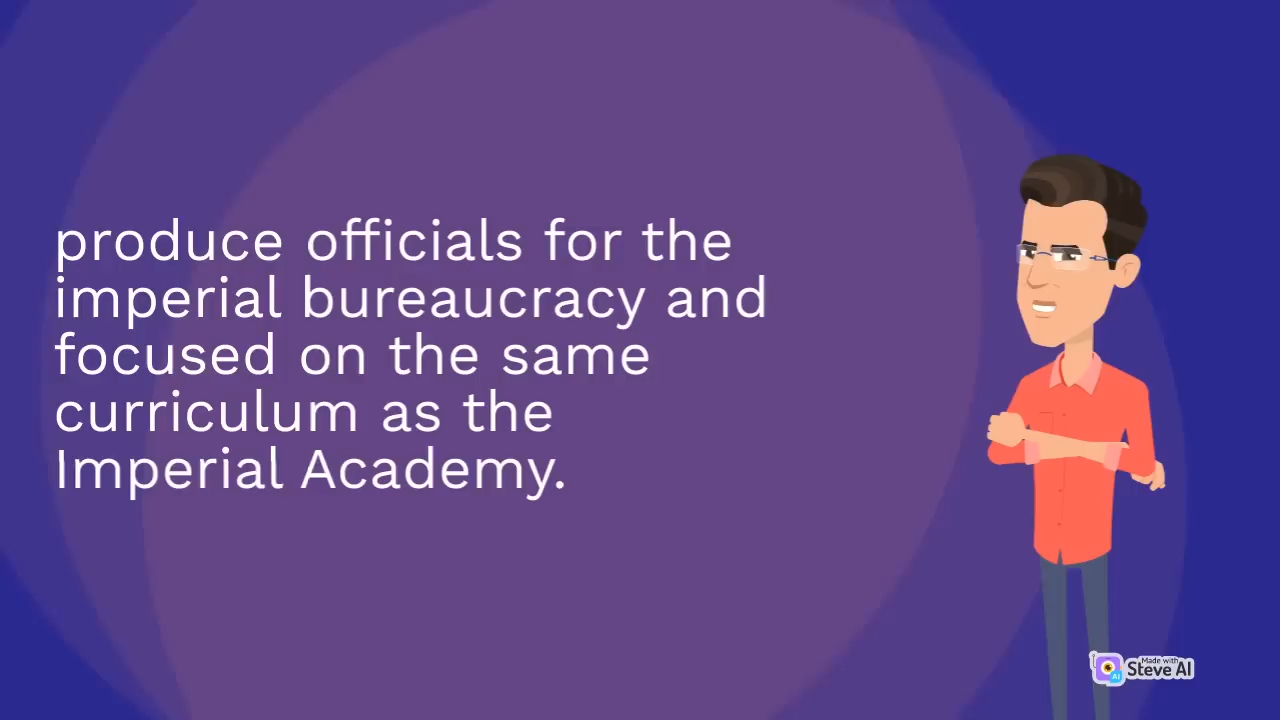 produce officials for the
imperial bureaucracy and
focused on the same
curriculum as the
Imperial Academy.
Made with
Steve AI
AI